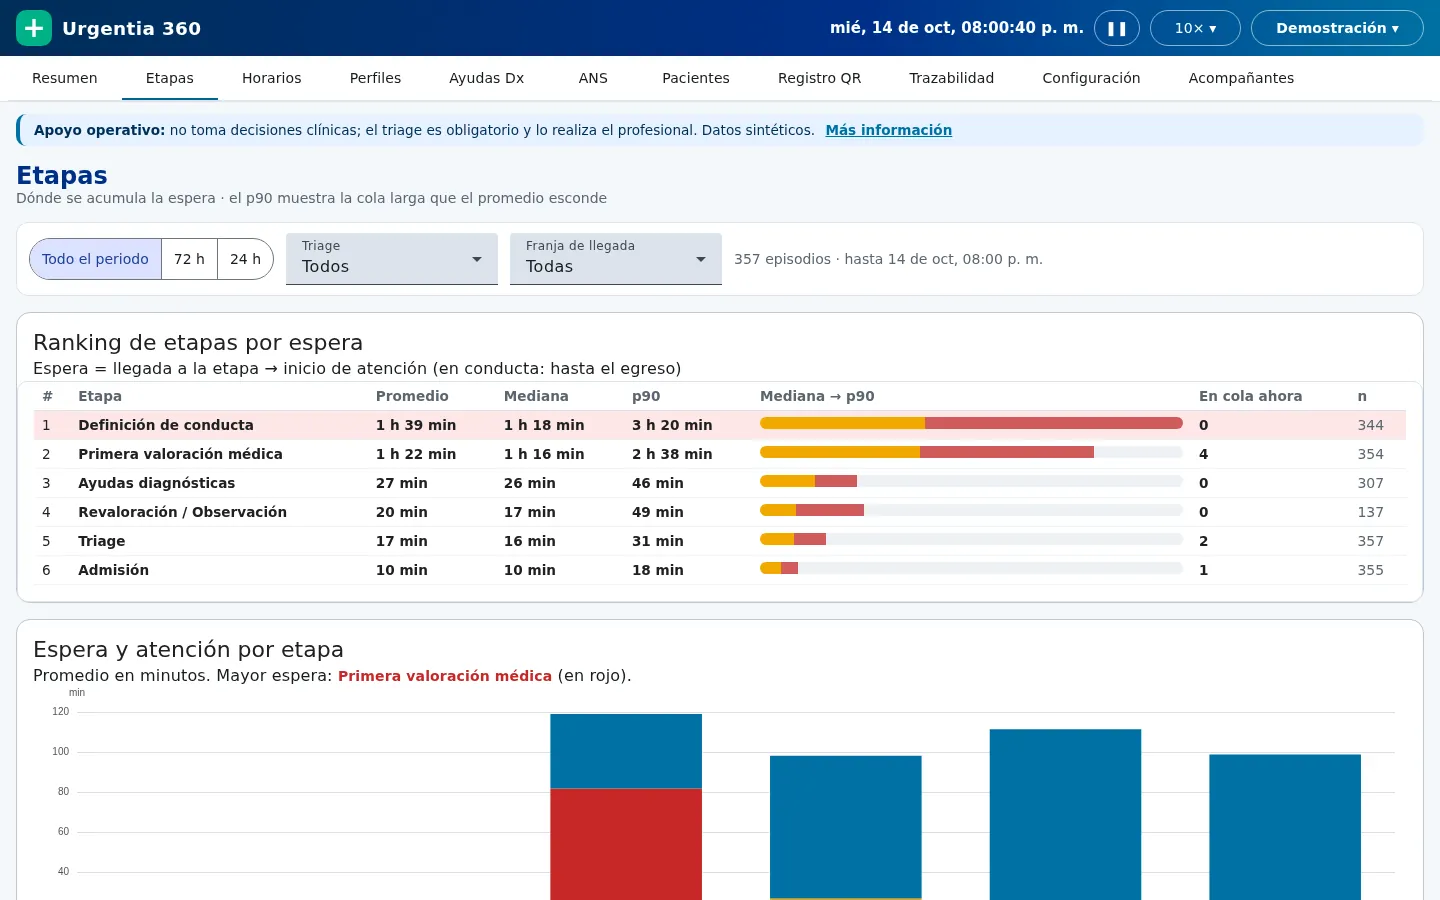 Urgentia 360
mié, 14 de oct, 08:00:40 p. m.
10× ▾
Demostración ▾
Resumen
Etapas
Horarios
Perfiles
Ayudas Dx
ANS
Pacientes
Registro QR
Trazabilidad
Configuración
Acompañantes
Apoyo operativo: no toma decisiones clínicas; el triage es obligatorio y lo realiza el profesional. Datos sintéticos. Más información
Etapas
Dónde se acumula la espera · el p90 muestra la cola larga que el promedio esconde
Todo el periodo
72 h
24 h
Triage
Todos
Franja de llegada
Todas
357 episodios · hasta 14 de oct, 08:00 p. m.
Ranking de etapas por espera
Espera = llegada a la etapa → inicio de atención (en conducta: hasta el egreso)
# Etapa Promedio Mediana p90 Mediana → p90 En cola ahora n
1 Definición de conducta 1 h 39 min 1 h 18 min 3 h 20 min 0 344
2 Primera valoración médica 1 h 22 min 1 h 16 min 2 h 38 min 4 354
3 Ayudas diagnósticas 27 min 26 min 46 min 0 307
4 Revaloración / Observación 20 min 17 min 49 min 0 137
5 Triage 17 min 16 min 31 min 2 357
6 Admisión 10 min 10 min 18 min 1 355
Espera y atención por etapa
Promedio en minutos. Mayor espera: Primera valoración médica (en rojo).
min
120
100
80
60
40